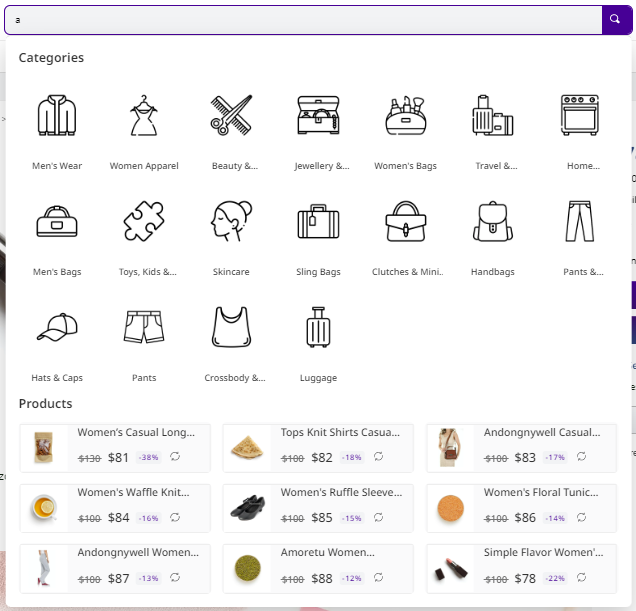 a
Categories
Men's Wear
Women Apparel
Beauty &...
Jewellery &...
Women's Bags
Travel &...
Home...
Men's Bags
Toys, Kids &...
Skincare
Sling Bags
Clutches & Mini..
Handbags
Pants &...
Hats & Caps
Pants
Crossbody &...
Luggage
Products
Women's Casual Long...
$130 $81 -38%
Tops Knit Shirts Casua...
$100 $82 -18%
Andongnywell Casual...
$100 $83 -17%
Women's Waffle Knit...
$100 $84 -16%
Women's Ruffle Sleeve...
$100 $85 -15%
Women's Floral Tunic...
$100 $86 -14%
Andongnywell Women...
$100 $87 -13%
Amoretu Women...
$100 $88 -12%
Simple Flavor Women'...
$100 $78 -22%